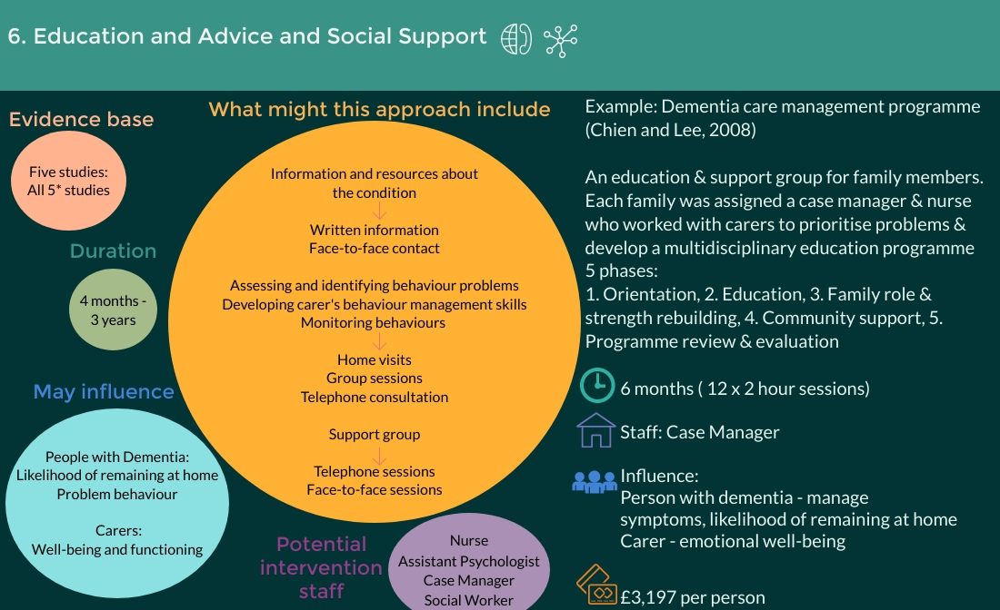 6. Education and Advice and Social Support
Evidence base
Five studies:
All 5* studies
Duration
4 months -
3 years
May influence
People with Dementia:
Likelihood of remaining at home
Problem behaviour
Carers:
Well-being and functioning
What might this approach include
Information and resources about
the condition
Written information
Face-to-face contact
Assessing and identifying behaviour problems
Developing carer's behaviour management skills
Monitoring behaviours
Home visits
Group sessions
Telephone consultation
Support group
Telephone sessions
Face-to-face sessions
Potential
intervention
staff
Nurse
Assistant Psychologist
Case Manager
Social Worker
Example: Dementia care management programme
(Chien and Lee, 2008)
An education & support group for family members.
Each family was assigned a case manager & nurse
who worked with carers to prioritise problems &
develop a multidisciplinary education programme
5 phases:
1. Orientation, 2. Education, 3. Family role &
strength rebuilding, 4. Community support, 5.
Programme review & evaluation
6 months ( 12 x 2 hour sessions)
Staff: Case Manager
Influence:
Person with dementia - manage
symptoms, likelihood of remaining at home
Carer - emotional well-being
£3,197 per person